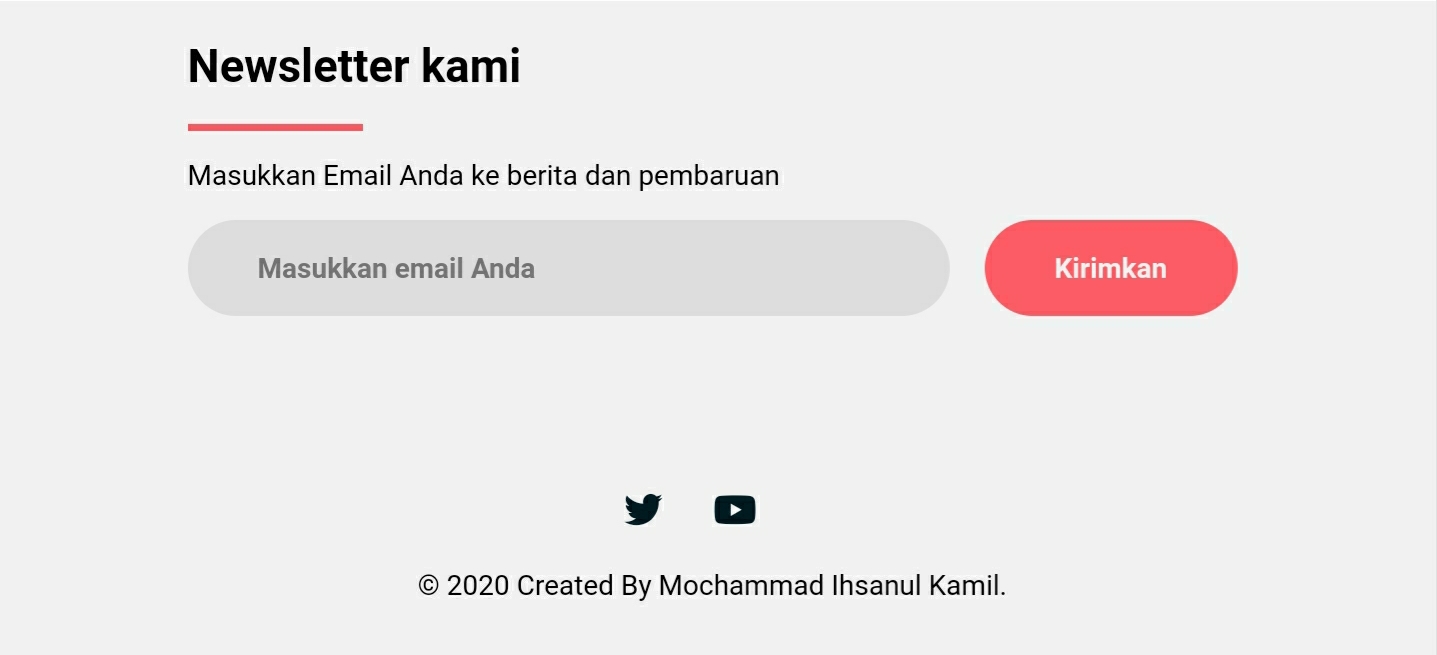 Newsletter kami
Masukkan Email Anda ke berita dan pembaruan
Masukkan email Anda
Kirimkan
© 2020 Created By Mochammad Ihsanul Kamil.